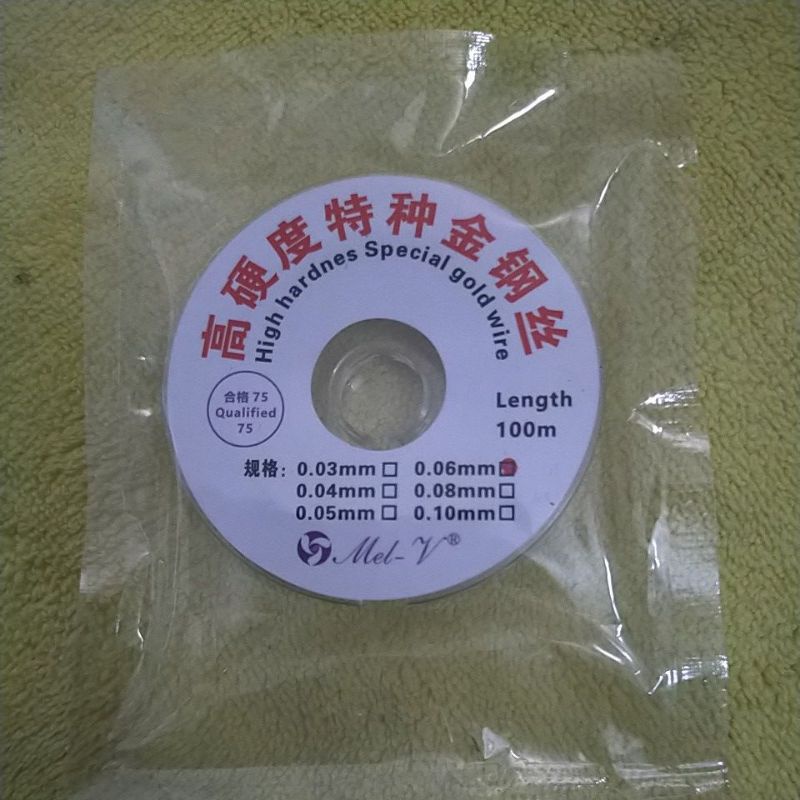 高硬度特种金钢丝
High hardnes Special gold wire
合格 75
Qualified
75
Length
100m
规格: 0.03mm□ 0.06mm□
0.04mm□ 0.08mm□
0.05mm□ 0.10mm□
Mel-V®